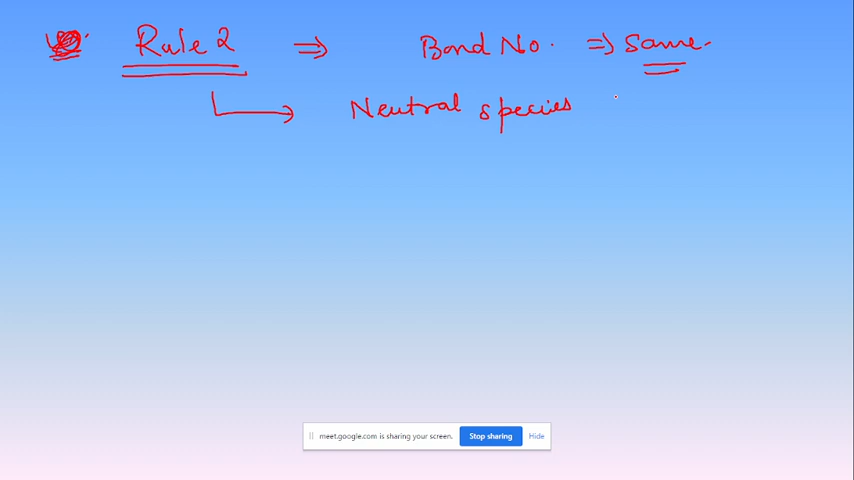 Rule 2 ⇒ Bond No. ⇒ Same.
↳ Neutral species
meet.google.com is sharing your screen. Stop sharing Hide